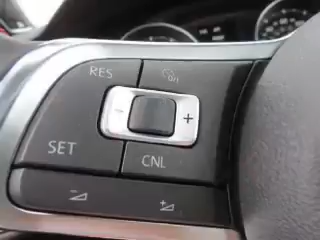 RES
- +
SET
CNL
- +